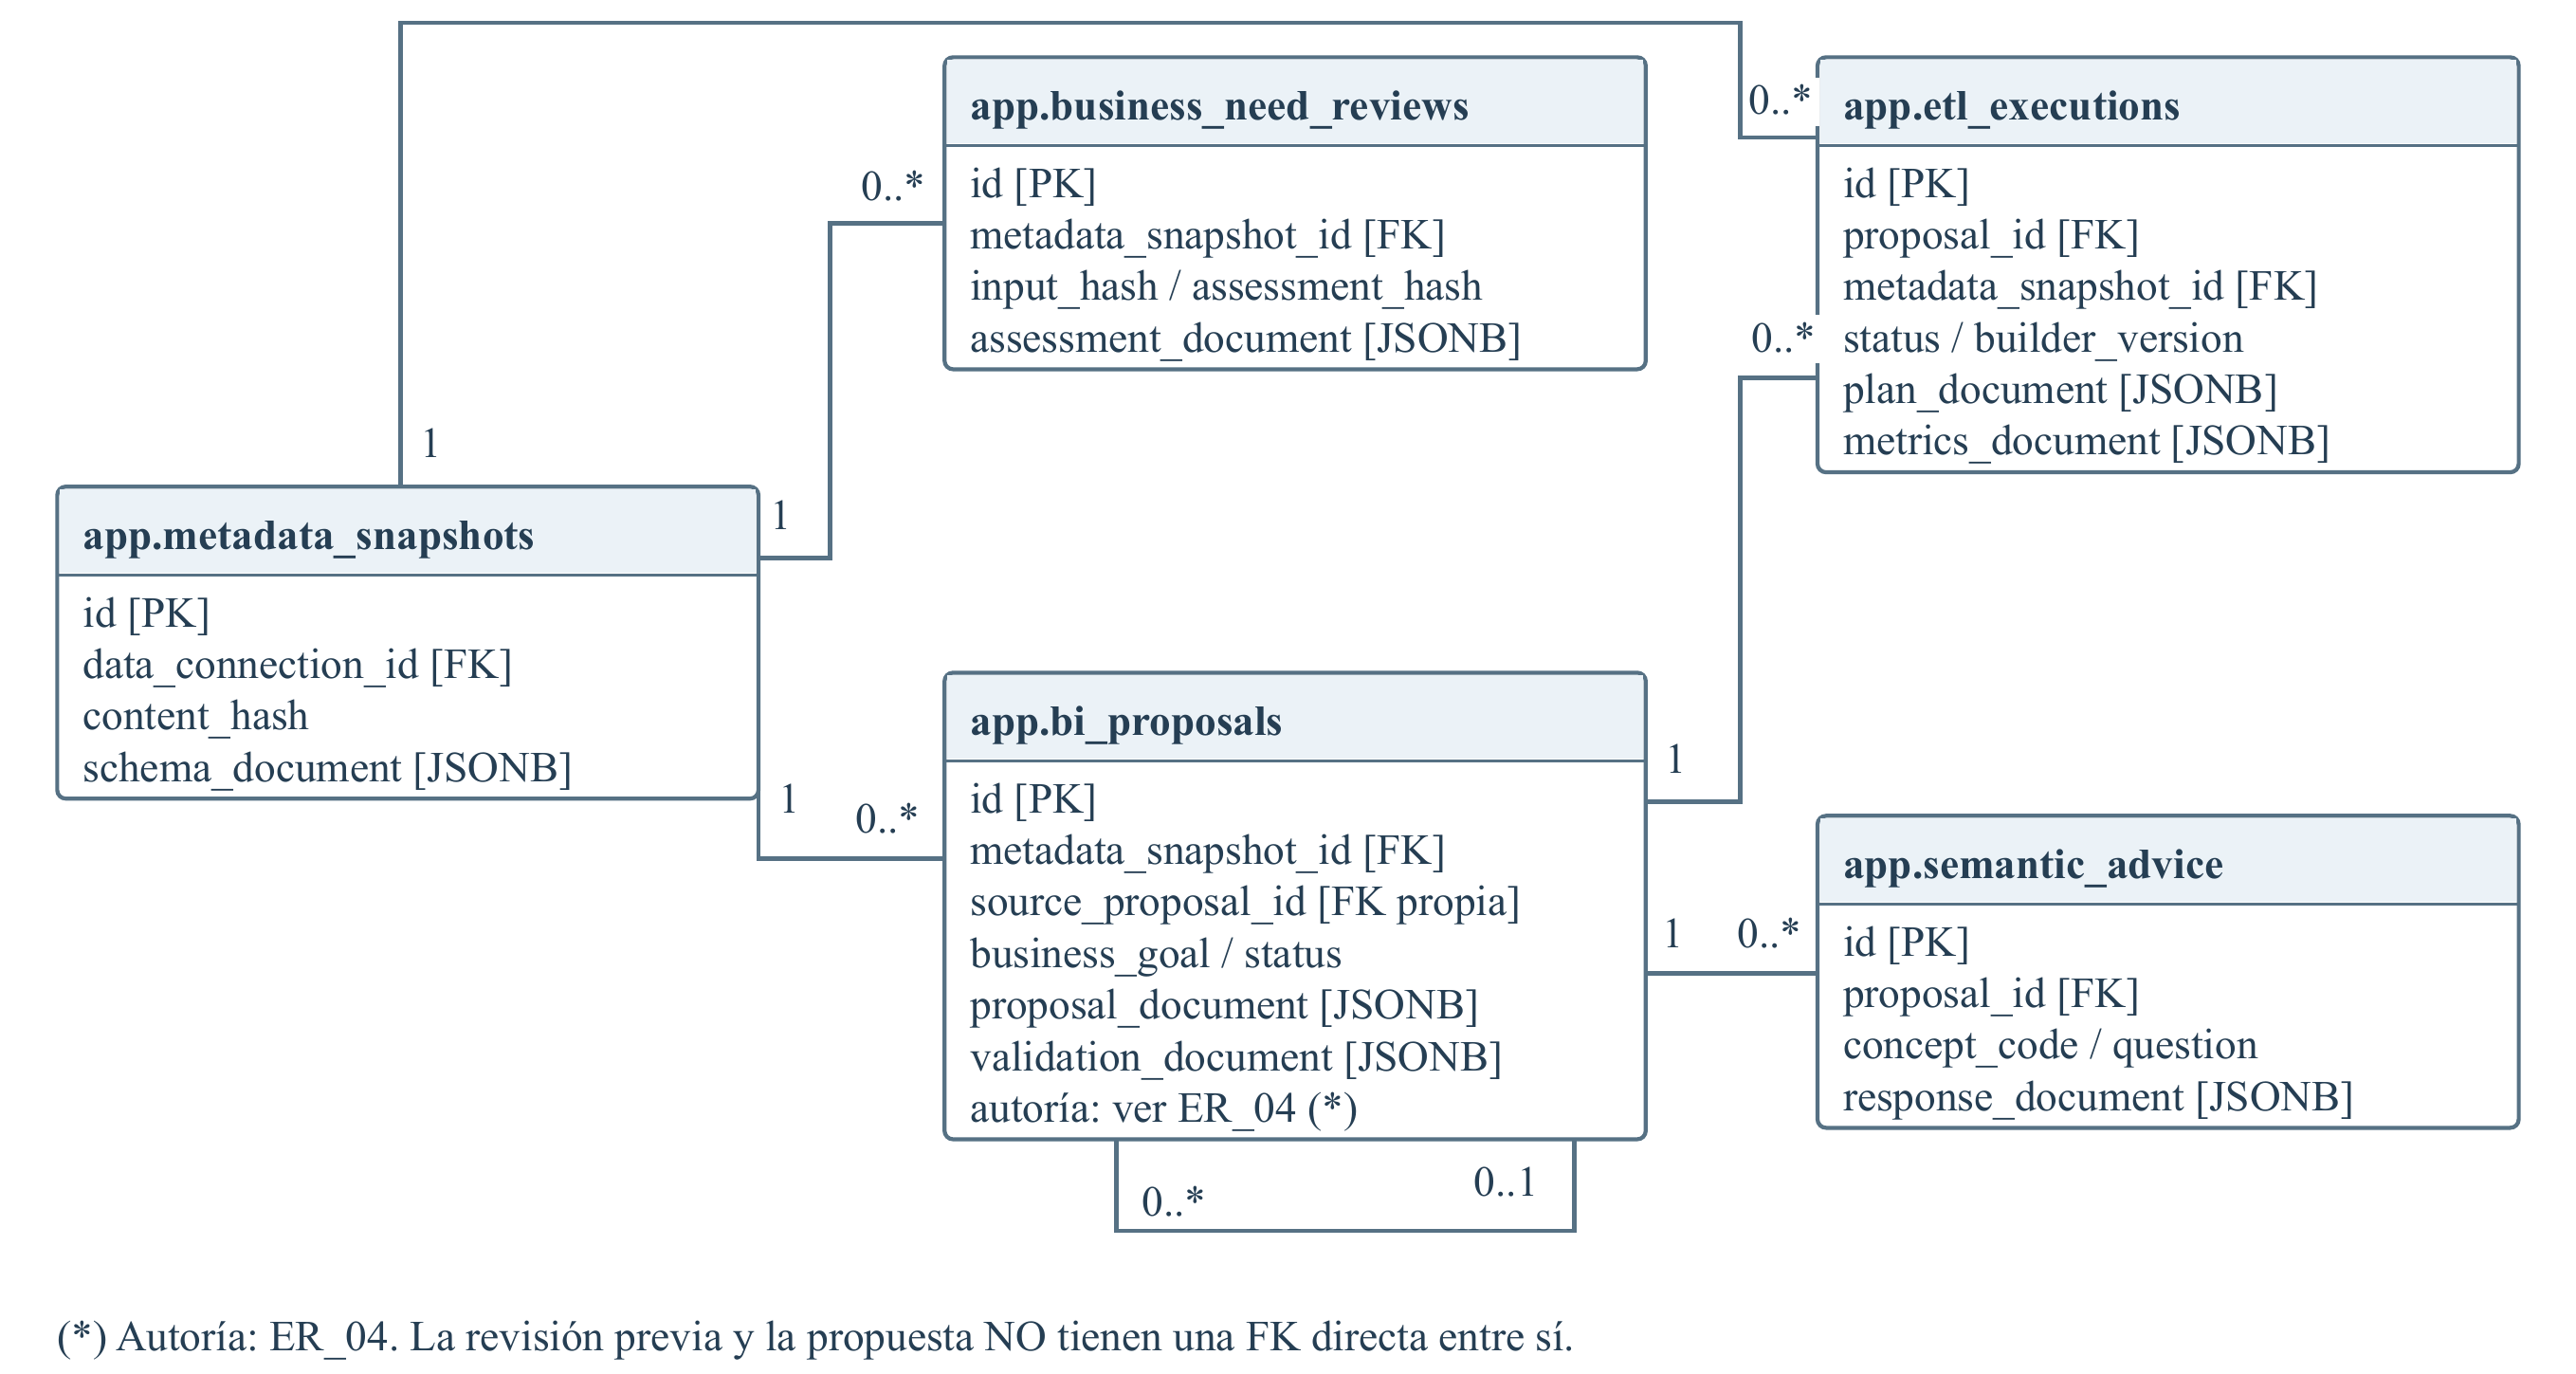 app.business_need_reviews
id [PK]
metadata_snapshot_id [FK]
input_hash / assessment_hash
assessment_document [JSONB]
0..*
app.etl_executions
id [PK]
proposal_id [FK]
metadata_snapshot_id [FK]
status / builder_version
plan_document [JSONB]
metrics_document [JSONB]
0..*
0..*
1
1
app.metadata_snapshots
id [PK]
data_connection_id [FK]
content_hash
schema_document [JSONB]
1
0..*
app.bi_proposals
id [PK]
metadata_snapshot_id [FK]
source_proposal_id [FK propia]
business_goal / status
proposal_document [JSONB]
validation_document [JSONB]
autoría: ver ER_04 (*)
1
1
0..*
app.semantic_advice
id [PK]
proposal_id [FK]
concept_code / question
response_document [JSONB]
0..*
0..1
(*) Autoría: ER_04. La revisión previa y la propuesta NO tienen una FK directa entre sí.